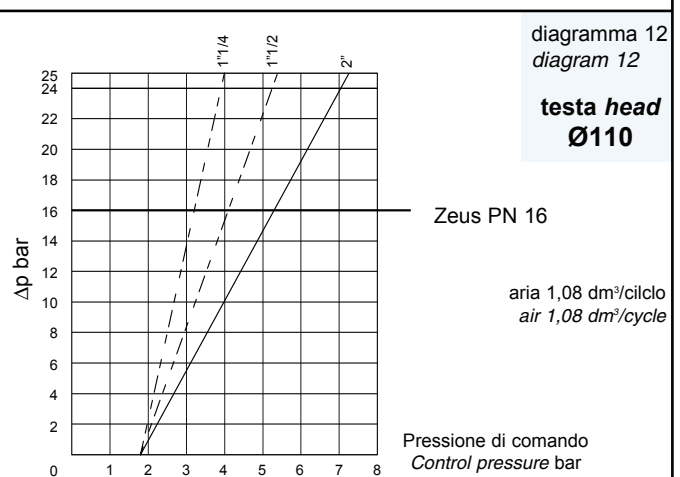 diagramma 12
diagram 12
testa head
Ø110
1"1/4
1"1/2
2"
25
24
22
20
18
16
14
12
10
8
6
4
2
0
1 2 3 4 5 6 7 8
Δp bar
Zeus PN 16
aria 1,08 dm³/cilclo
air 1,08 dm³/cycle
Pressione di comando
Control pressure bar